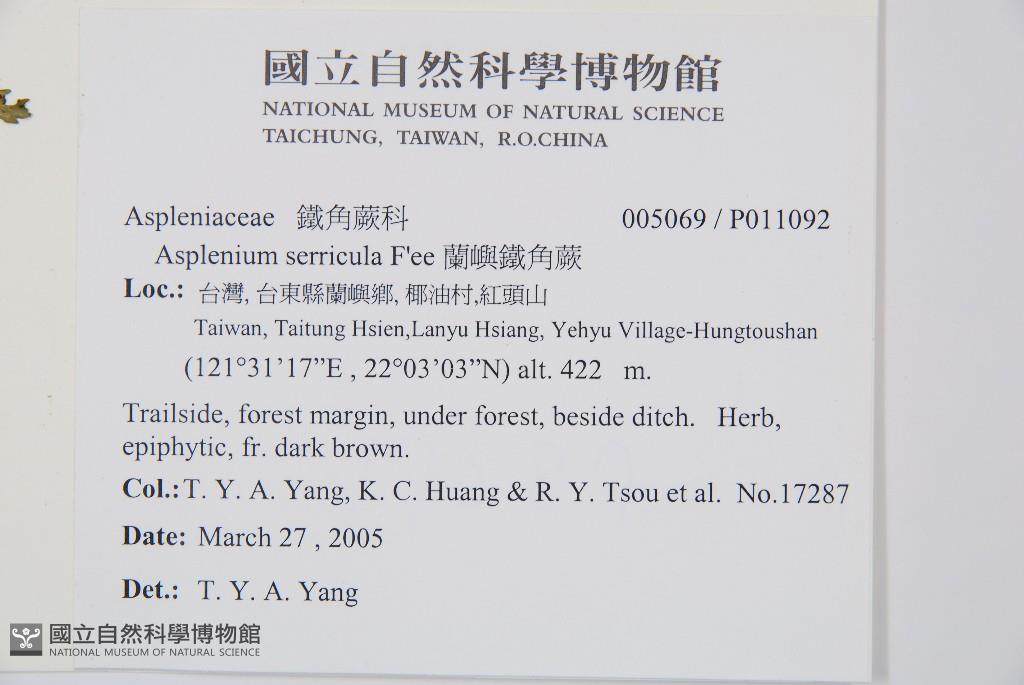 國立自然科學博物館
NATIONAL MUSEUM OF NATURAL SCIENCE
TAICHUNG, TAIWAN, R.O.CHINA
Aspleniaceae 鐵角蕨科 005069 / P011092
Asplenium serricula F'ee 蘭嶼鐵角蕨
Loc.: 台灣, 台東縣蘭嶼鄉, 椰油村,紅頭山
Taiwan, Taitung Hsien,Lanyu Hsiang, Yehyu Village-Hungtoushan
(121°31’17”E , 22°03’03”N) alt. 422 m.
Trailside, forest margin, under forest, beside ditch. Herb,
epiphytic, fr. dark brown.
Col.:T. Y. A. Yang, K. C. Huang & R. Y. Tsou et al. No.17287
Date: March 27 , 2005
Det.: T. Y. A. Yang
國立自然科學博物館
NATIONAL MUSEUM OF NATURAL SCIENCE